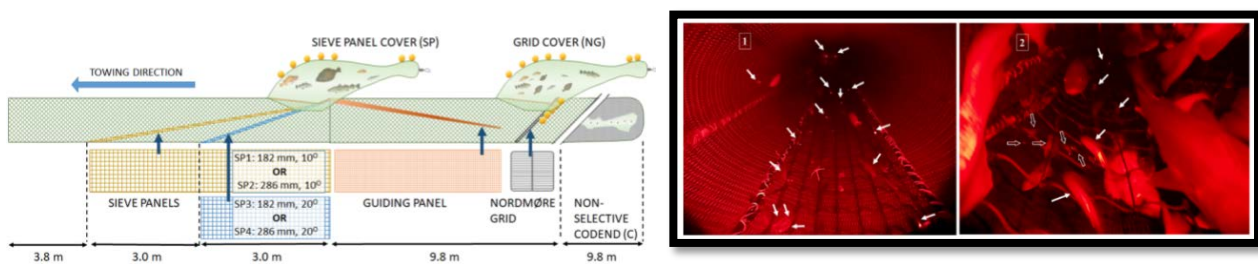 SIEVE PANEL COVER (SP)
GRID COVER (NG)
TOWING DIRECTION
SP1: 182 mm, 10⁰
OR
SP2: 286 mm, 10⁰
SIEVE PANELS
SP3: 182 mm, 20⁰
OR
SP4: 286 mm, 20⁰
GUIDING PANEL
NORDMØRE
GRID
NON-
SELECTIVE
CODEND (C)
3.8 m
3.0 m
3.0 m
9.8 m
9.8 m
1
2